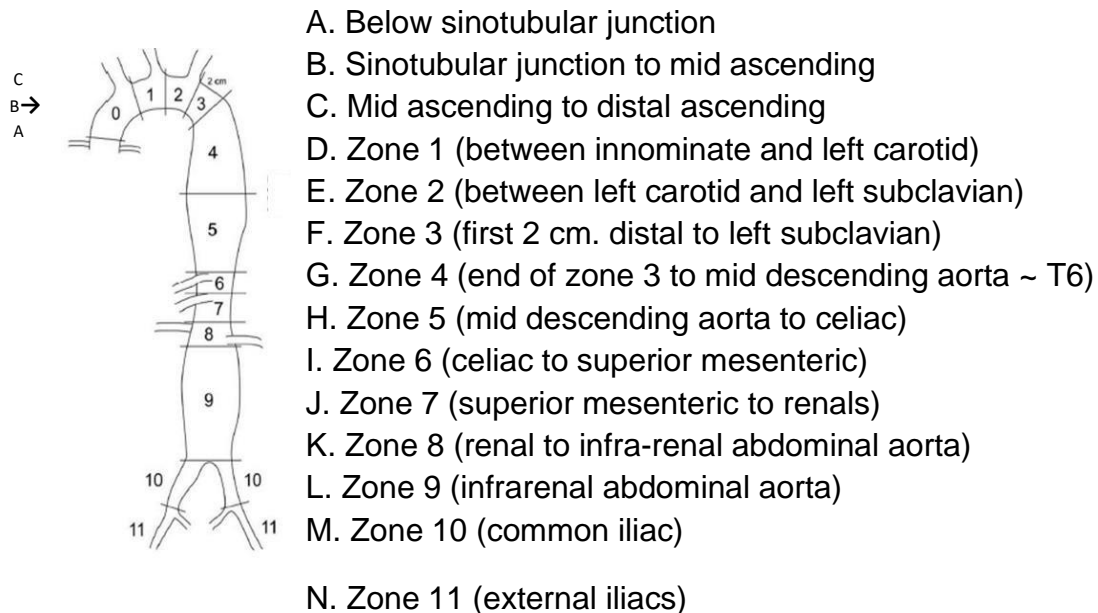 A. Below sinotubular junction
B. Sinotubular junction to mid ascending
C. Mid ascending to distal ascending
D. Zone 1 (between innominate and left carotid)
E. Zone 2 (between left carotid and left subclavian)
F. Zone 3 (first 2 cm. distal to left subclavian)
G. Zone 4 (end of zone 3 to mid descending aorta ~ T6)
H. Zone 5 (mid descending aorta to celiac)
I. Zone 6 (celiac to superior mesenteric)
J. Zone 7 (superior mesenteric to renals)
K. Zone 8 (renal to infra-renal abdominal aorta)
L. Zone 9 (infrarenal abdominal aorta)
M. Zone 10 (common iliac)
N. Zone 11 (external iliacs)
C
B→
A
0
1
2
3
2 cm
4
5
6
7
8
9
10
10
11
11